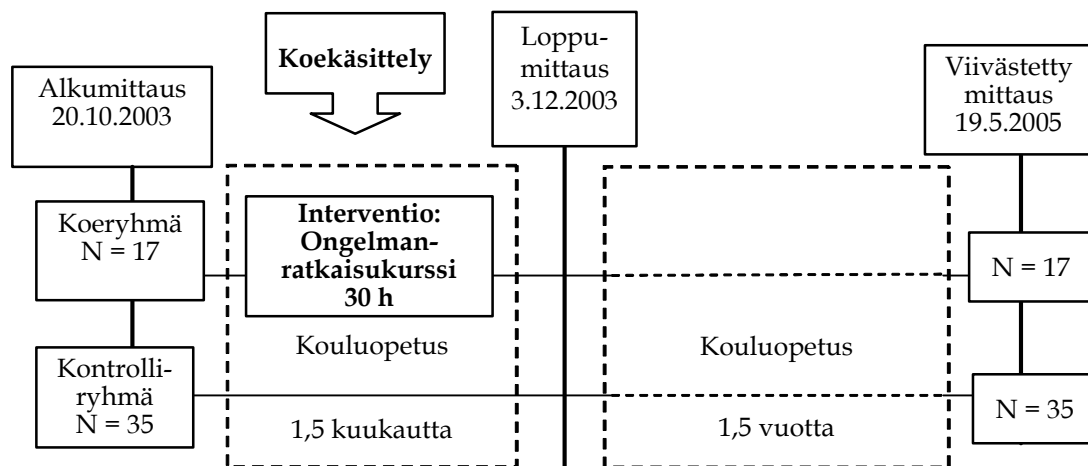 Alkumittaus
20.10.2003
Koekäsittely
Loppu-
mittaus
3.12.2003
Viivästetty
mittaus
19.5.2005
Koeryhmä
N = 17
Interventio:
Ongelman-
ratkaisukurssi
30 h
N = 17
Kouluopetus
Kouluopetus
Kontrolli-
ryhmä
N = 35
N = 35
1,5 kuukautta
1,5 vuotta